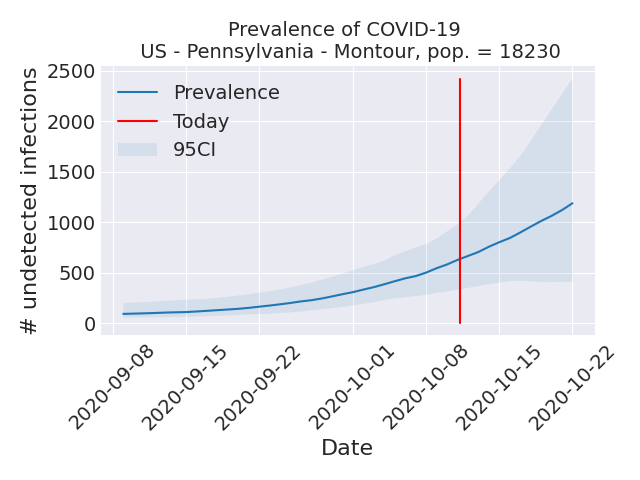 Prevalence of COVID-19
US - Pennsylvania - Montour, pop. = 18230
# undetected infections
2500
2000
1500
1000
500
0
Prevalence
Today
95CI
2020-09-08
2020-09-15
2020-09-22
2020-10-01
2020-10-08
2020-10-15
2020-10-22
Date